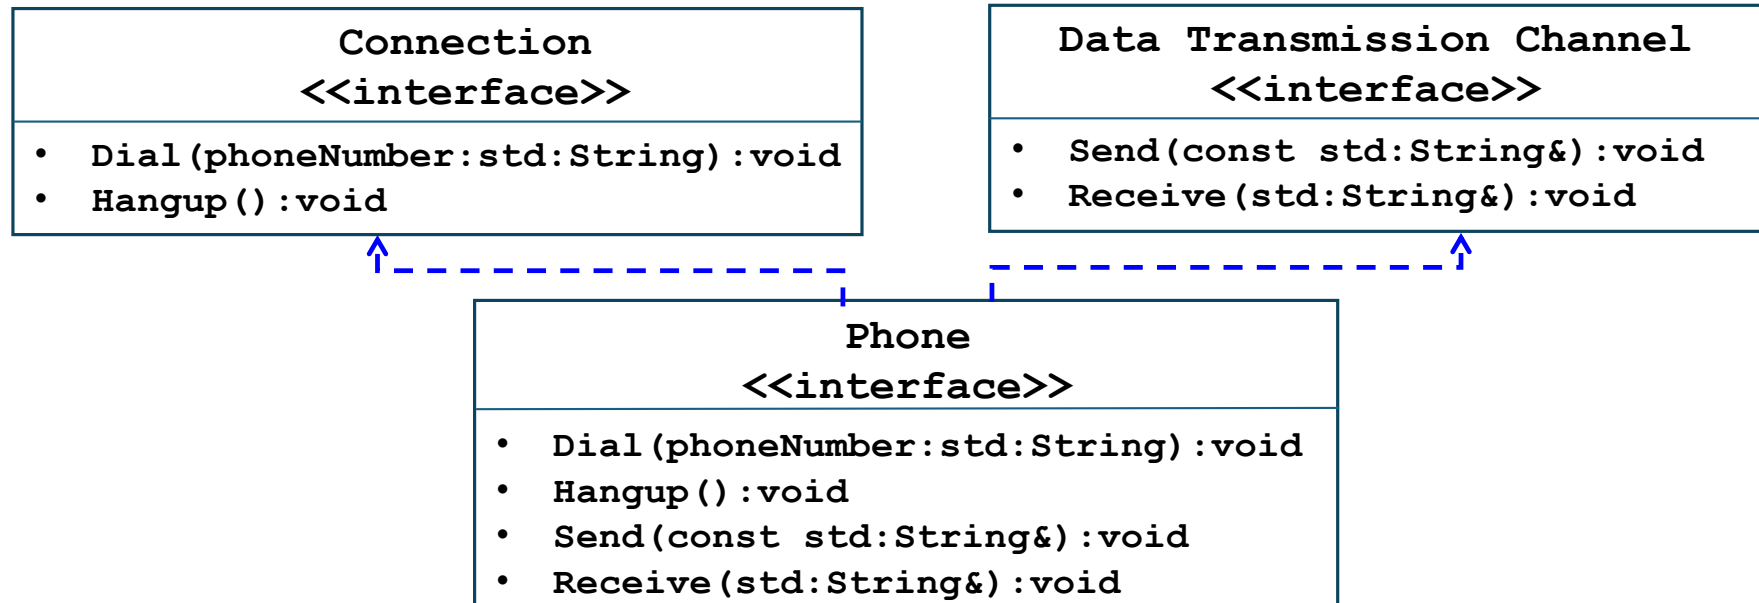 Connection
<<interface>>
• Dial(phoneNumber:std:String):void
• Hangup():void
Data Transmission Channel
<<interface>>
• Send(const std:String&):void
• Receive(std:String&):void
Phone
<<interface>>
• Dial(phoneNumber:std:String):void
• Hangup():void
• Send(const std:String&):void
• Receive(std:String&):void